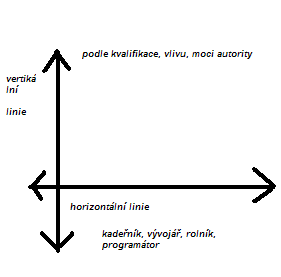 podle kvalifikace, vlivu, moci autority
vertiká
lní
linie
horizontální linie
kadeřník, vývojář, rolník,
programátor